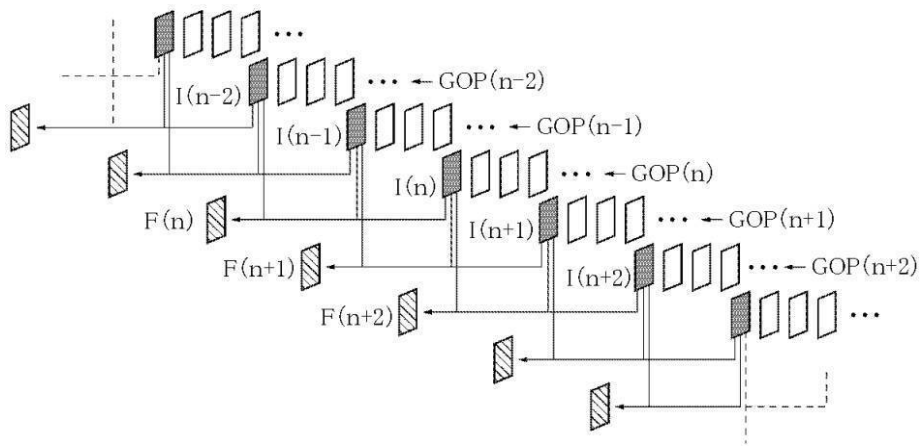 I(n-2)
GOP(n-2)
I(n-1)
GOP(n-1)
I(n)
GOP(n)
F(n)
I(n+1)
GOP(n+1)
F(n+1)
I(n+2)
GOP(n+2)
F(n+2)